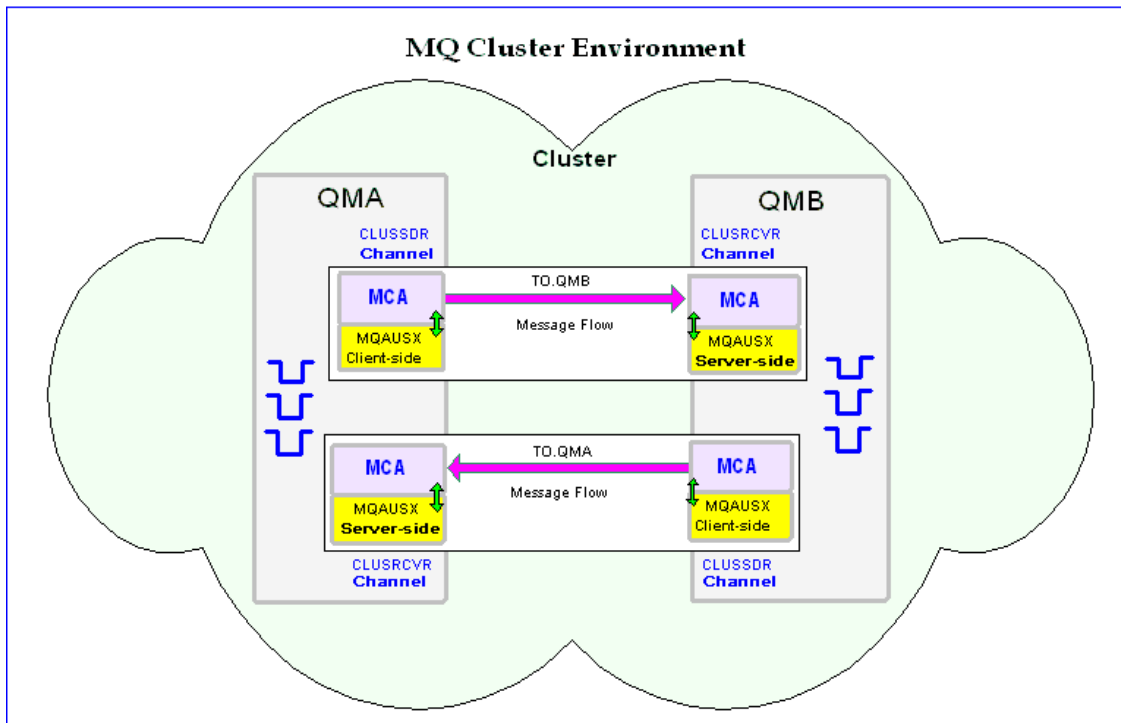 MQ Cluster Environment
Cluster
QMA
QMB
CLUSSDR
Channel
CLUSRCVR
Channel
MCA
TO.QMB
MCA
Message Flow
MQAUSX
Client-side
MQAUSX
Server-side
MCA
TO.QMA
MCA
Message Flow
MQAUSX
Server-side
MQAUSX
Client-side
CLUSRCVR
Channel
CLUSSDR
Channel